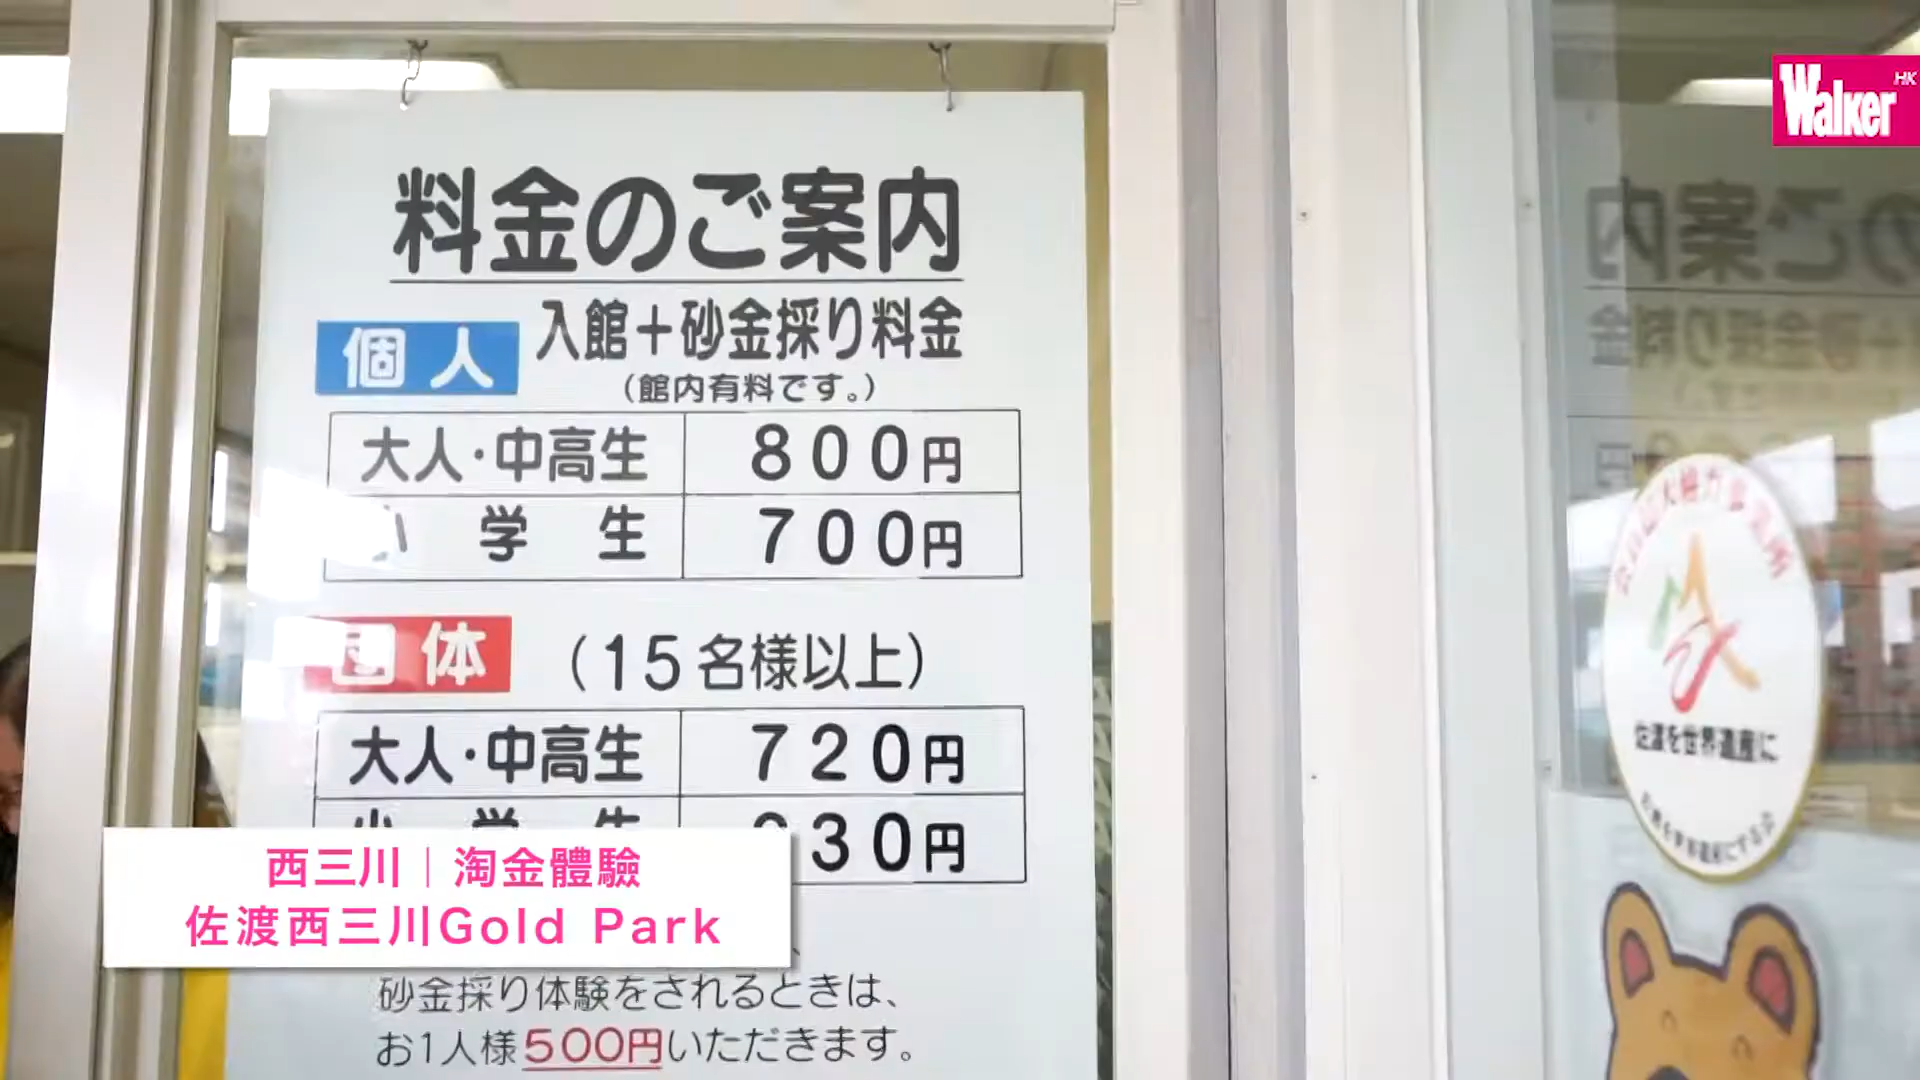 Walker HK
料金のご案内
個人 入館＋砂金採り料金
（館内有料です。）
大人・中高生 800円
小学生 700円
団体 （15名様以上）
大人・中高生 720円
小学生 30円
西三川｜淘金體驗
佐渡西三川Gold Park
砂金採り体験をされるときは、
お1人様500円いただきます。
佐渡を世界遺産に